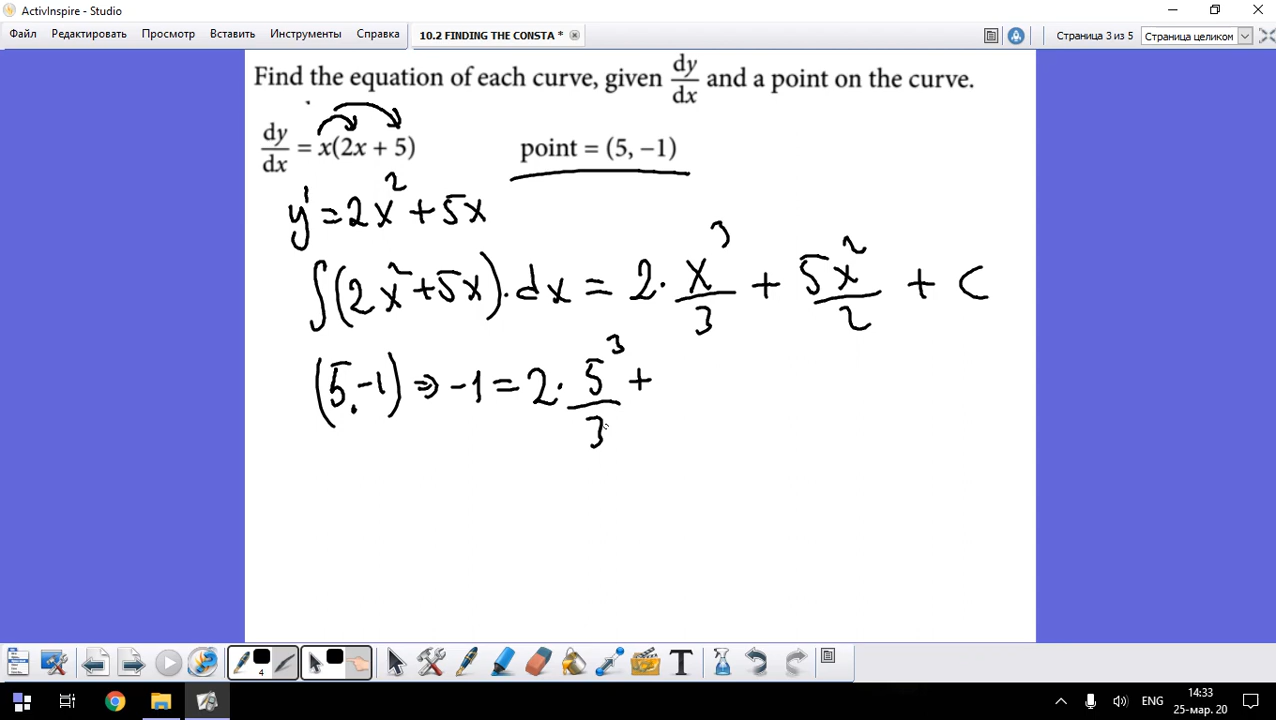 ActivInspire - Studio
Файл Редактировать Просмотр Вставить Инструменты Справка 10.2 FINDING THE CONSTA * Страница 3 из 5 Страница целиком
Find the equation of each curve, given dy/dx and a point on the curve.
dy/dx = x(2x + 5) point = (5, −1)
y' = 2x² + 5x
∫(2x² + 5x) · dx = 2 · x³/3 + 5x²/2 + C
(5, -1) ⇒ -1 = 2 · 5³/3 +
4
ENG 14:33
25-мар. 20